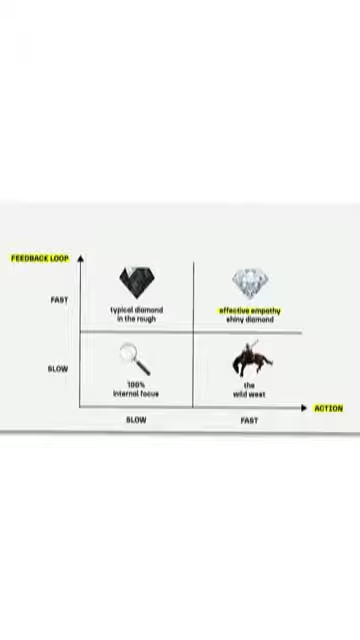 FEEDBACK LOOP
FAST
typical diamond
in the rough
effective empathy
shiny diamond
SLOW
100%
internal focus
the
wild west
ACTION
SLOW
FAST